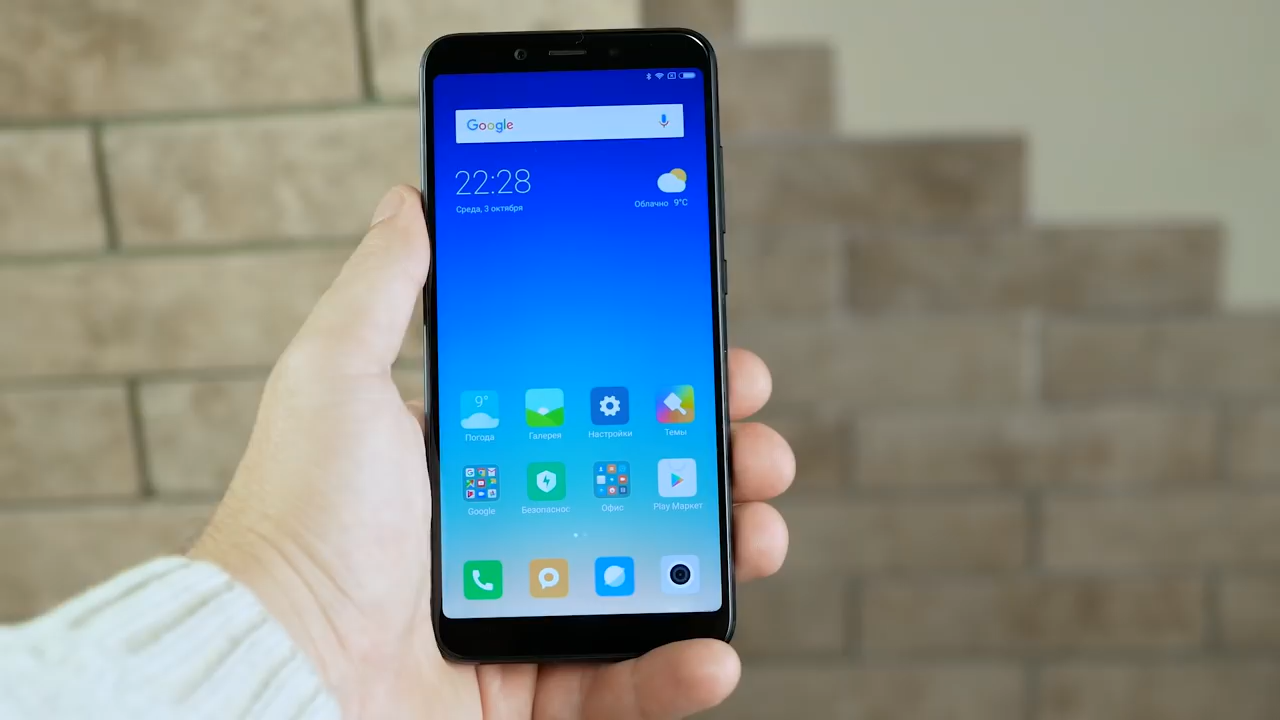 Google
22:28
Среда, 3 октября
Облачно 9°C
9°
Погода
Галерея
Настройки
Темы
Google
Безопаснос
Офис
Play Маркет